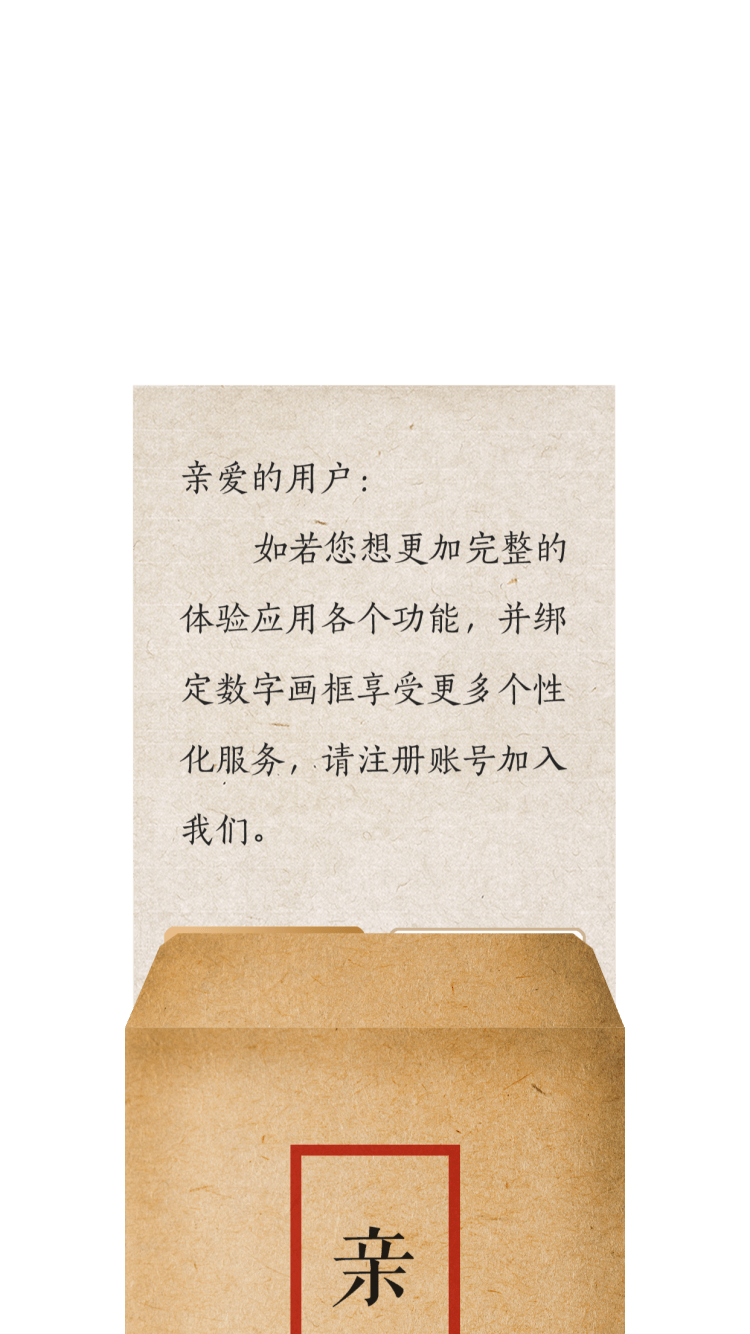 亲爱的用户：
如若您想更加完整的
体验应用各个功能，并绑
定数字画框享受更多个性
化服务，请注册账号加入
我们。
亲